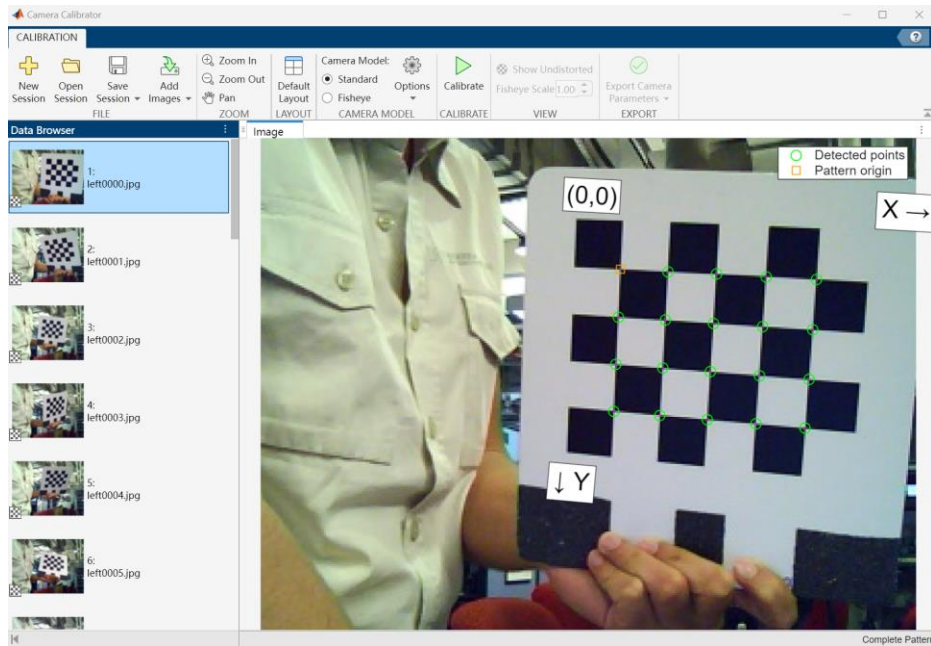 Camera Calibrator
CALIBRATION
?
New Session
Open Session
Save Session
Add Images
Zoom In
Zoom Out
Pan
Default Layout
Camera Model:
Standard
Fisheye
Options
Calibrate
Show Undistorted
Fisheye Scale 1.00
Export Camera Parameters
FILE
ZOOM
LAYOUT
CAMERA MODEL
CALIBRATE
VIEW
EXPORT
Data Browser
Image
1:
left0000.jpg
2:
left0001.jpg
3:
left0002.jpg
4:
left0003.jpg
5:
left0004.jpg
6:
left0005.jpg
Detected points
Pattern origin
(0,0)
X →
↓ Y
Complete Pattern